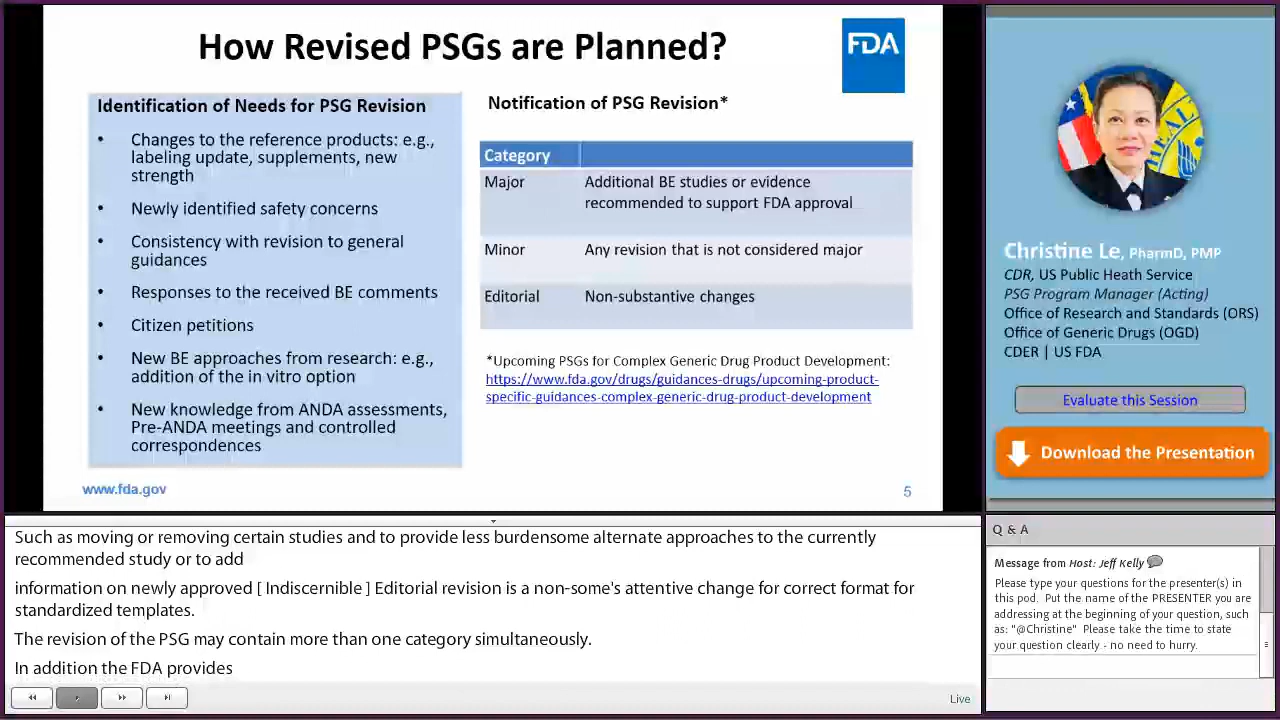 How Revised PSGs are Planned?
FDA
Identification of Needs for PSG Revision
• Changes to the reference products: e.g.,
labeling update, supplements, new
strength
• Newly identified safety concerns
• Consistency with revision to general
guidances
• Responses to the received BE comments
• Citizen petitions
• New BE approaches from research: e.g.,
addition of the in vitro option
• New knowledge from ANDA assessments,
Pre-ANDA meetings and controlled
correspondences
Notification of PSG Revision*
Category
Major Additional BE studies or evidence
recommended to support FDA approval
Minor Any revision that is not considered major
Editorial Non-substantive changes
*Upcoming PSGs for Complex Generic Drug Product Development:
https://www.fda.gov/drugs/guidances-drugs/upcoming-product-
specific-guidances-complex-generic-drug-product-development
www.fda.gov
5
Christine Le, PharmD, PMP
CDR, US Public Heath Service
PSG Program Manager (Acting)
Office of Research and Standards (ORS)
Office of Generic Drugs (OGD)
CDER | US FDA
Evaluate this Session
Download the Presentation
Such as moving or removing certain studies and to provide less burdensome alternate approaches to the currently
recommended study or to add
information on newly approved [ Indiscernible ] Editorial revision is a non-some's attentive change for correct format for
standardized templates.
The revision of the PSG may contain more than one category simultaneously.
In addition the FDA provides
Live
Q & A
Message from Host: Jeff Kelly
Please type your questions for the presenter(s) in
this pod. Put the name of the PRESENTER you are
addressing at the beginning of your question, such
as: "@Christine" Please take the time to state
your question clearly - no need to hurry.